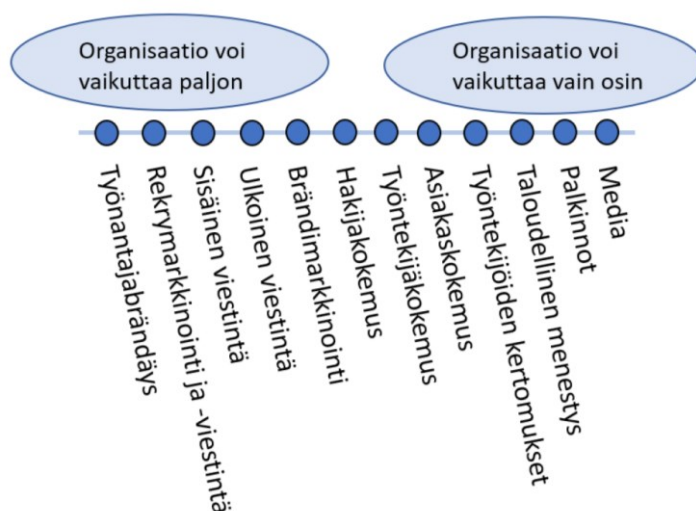 Organisaatio voi
vaikuttaa paljon
Organisaatio voi
vaikuttaa vain osin
Työnantajabrändäys
Rekrymarkkinointi ja -viestintä
Sisäinen viestintä
Ulkoinen viestintä
Brändimarkkinointi
Hakijakokemus
Työntekijäkokemus
Asiakaskokemus
Työntekijöiden kertomukset
Taloudellinen menestys
Palkinnot
Media